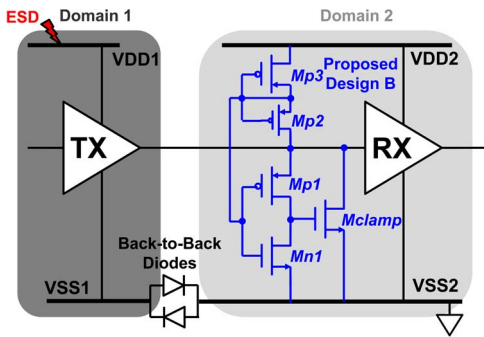 ESD
Domain 1
Domain 2
VDD1
VDD2
Mp3
Proposed
Design B
Mp2
TX
RX
Mp1
Mclamp
Back-to-Back
Diodes
Mn1
VSS1
VSS2